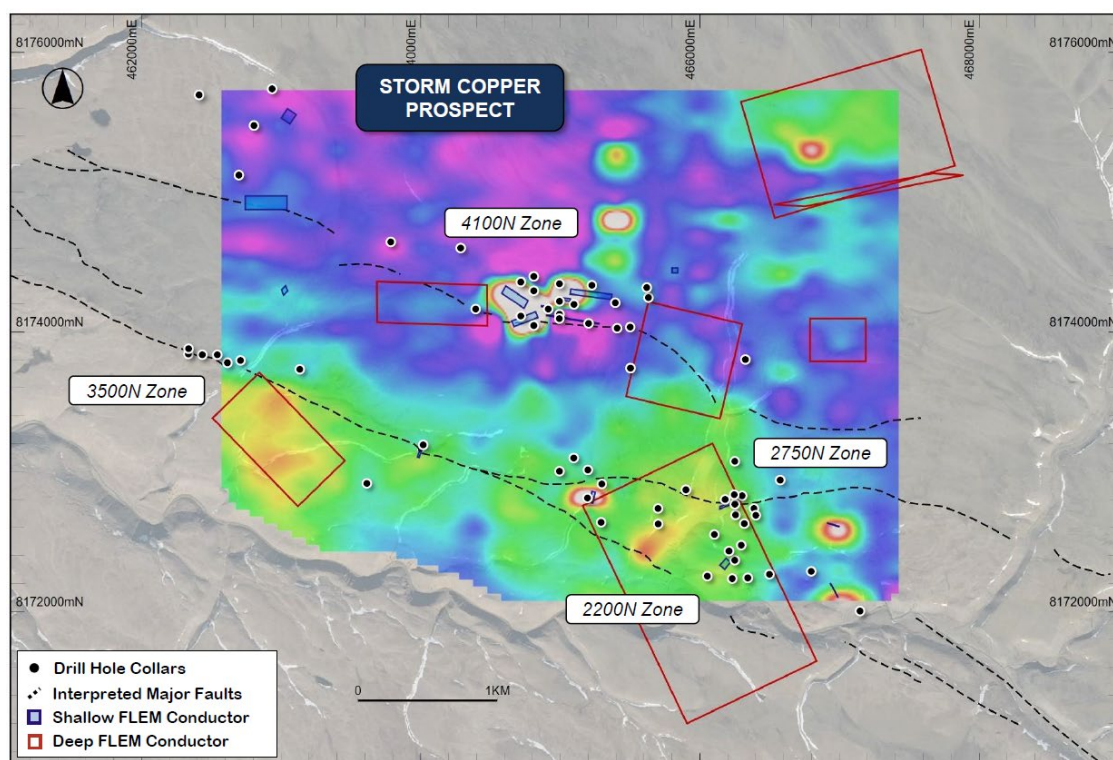 8176000mN
462000mE
4000mE
466000mE
468000mE
8176000mN
STORM COPPER
PROSPECT
4100N Zone
8174000mN
8174000mN
3500N Zone
2750N Zone
8172000mN
2200N Zone
8172000mN
Drill Hole Collars
Interpreted Major Faults
Shallow FLEM Conductor
Deep FLEM Conductor
0 1KM